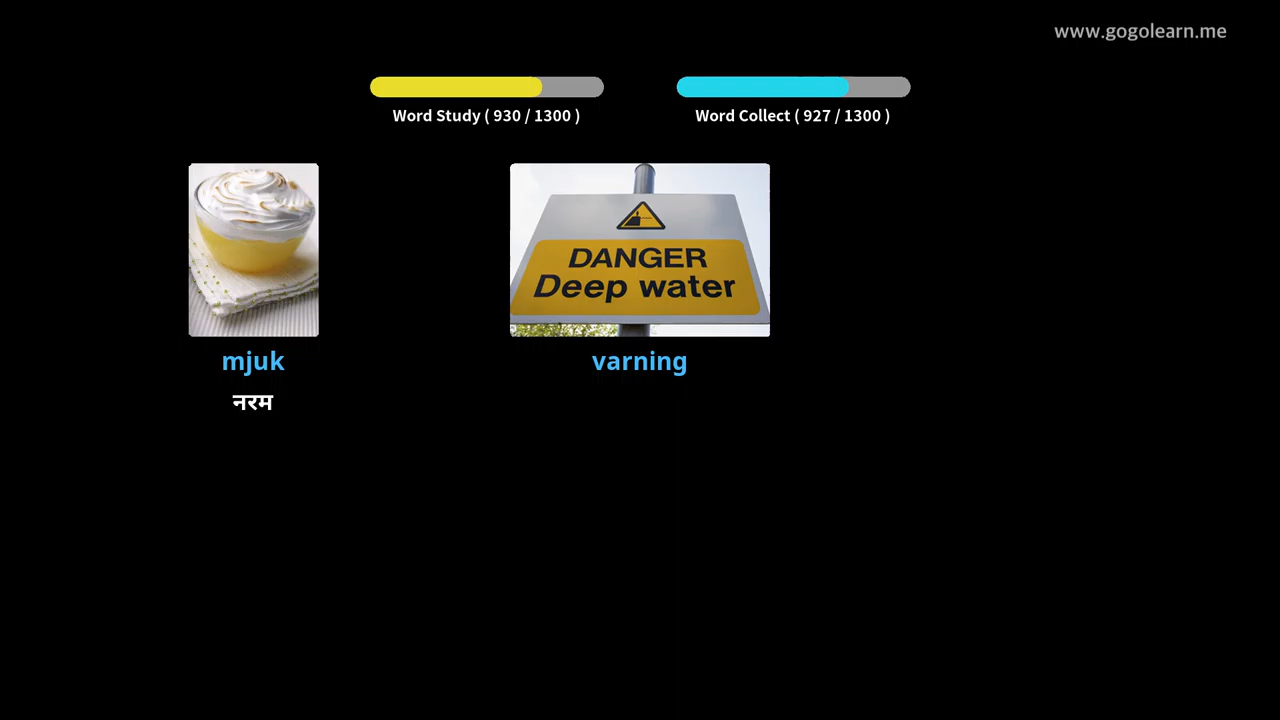 www.gogolearn.me
Word Study ( 930 / 1300 )
Word Collect ( 927 / 1300 )
DANGER
Deep water
mjuk
varning
नरम